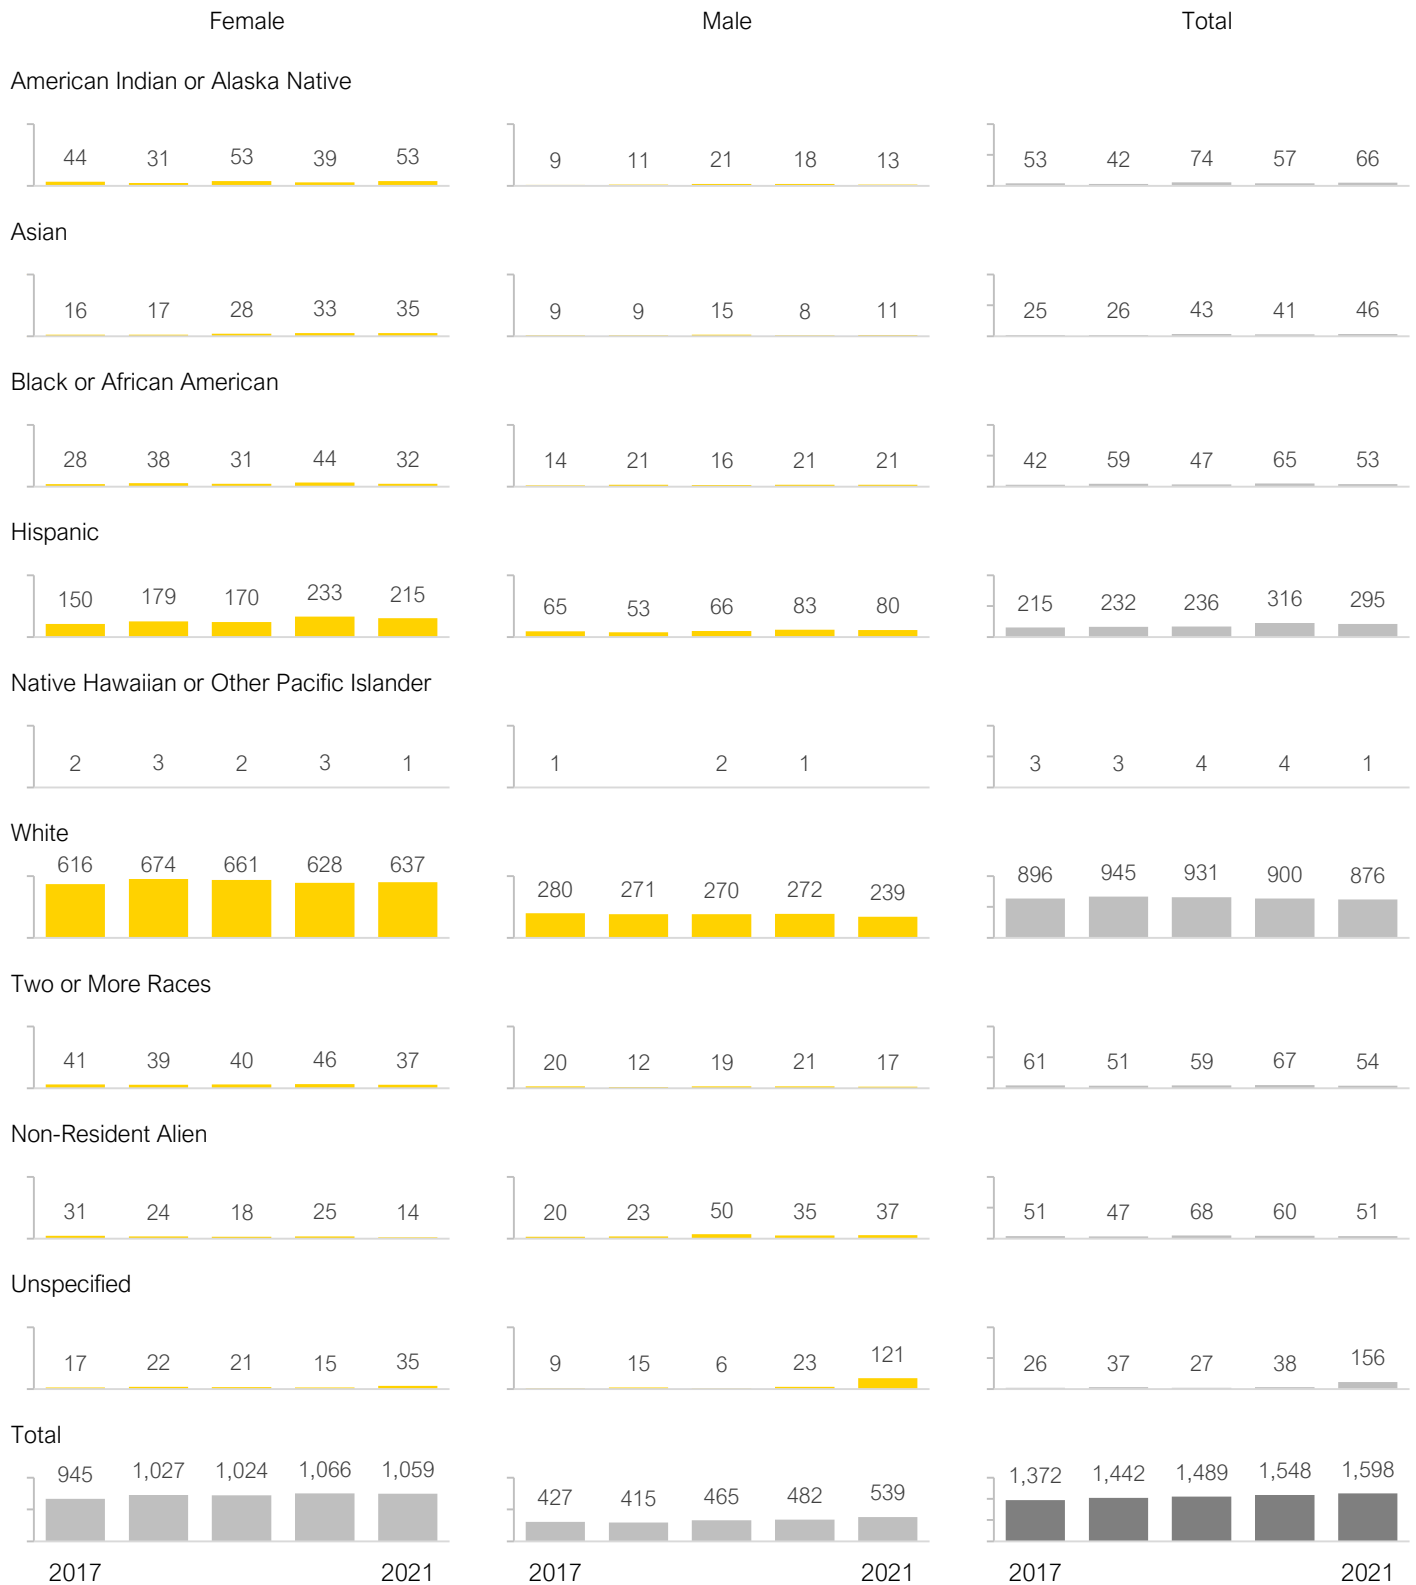 Female Male Total
American Indian or Alaska Native
44 31 53 39 53 9 11 21 18 13 53 42 74 57 66
Asian
16 17 28 33 35 9 9 15 8 11 25 26 43 41 46
Black or African American
28 38 31 44 32 14 21 16 21 21 42 59 47 65 53
Hispanic
150 179 170 233 215 65 53 66 83 80 215 232 236 316 295
Native Hawaiian or Other Pacific Islander
2 3 2 3 1 1 2 1 3 3 4 4 1
White
616 674 661 628 637 280 271 270 272 239 896 945 931 900 876
Two or More Races
41 39 40 46 37 20 12 19 21 17 61 51 59 67 54
Non-Resident Alien
31 24 18 25 14 20 23 50 35 37 51 47 68 60 51
Unspecified
17 22 21 15 35 9 15 6 23 121 26 37 27 38 156
Total
945 1,027 1,024 1,066 1,059 427 415 465 482 539 1,372 1,442 1,489 1,548 1,598
2017 2021 2017 2021 2017 2021